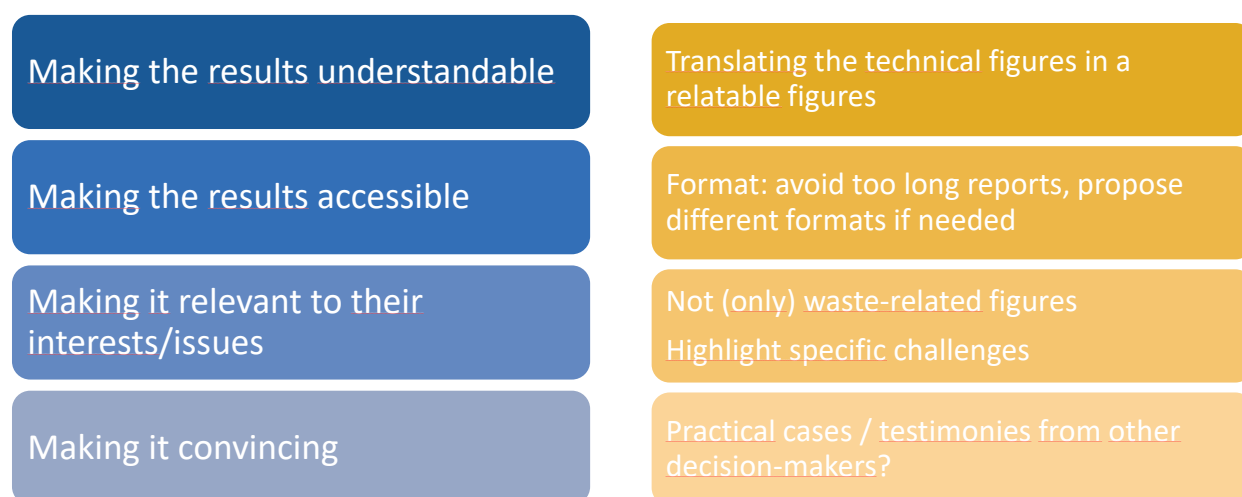 Making the results understandable
Translating the technical figures in a
relatable figures
Making the results accessible
Format: avoid too long reports, propose
different formats if needed
Making it relevant to their
interests/issues
Not (only) waste-related figures
Highlight specific challenges
Making it convincing
Practical cases / testimonies from other
decision-makers?